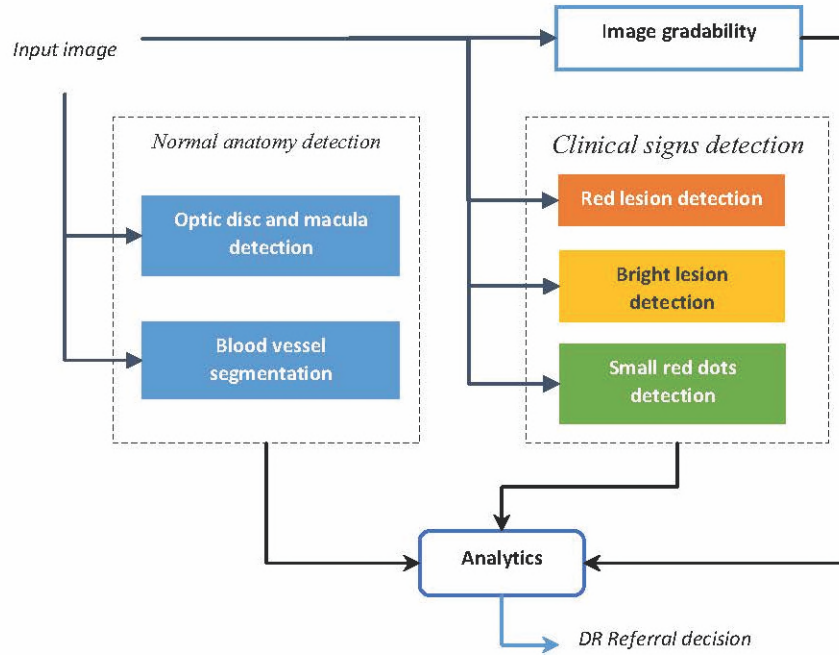 Image gradability
Input image
Normal anatomy detection
Optic disc and macula
detection
Blood vessel
segmentation
Clinical signs detection
Red lesion detection
Bright lesion
detection
Small red dots
detection
Analytics
DR Referral decision